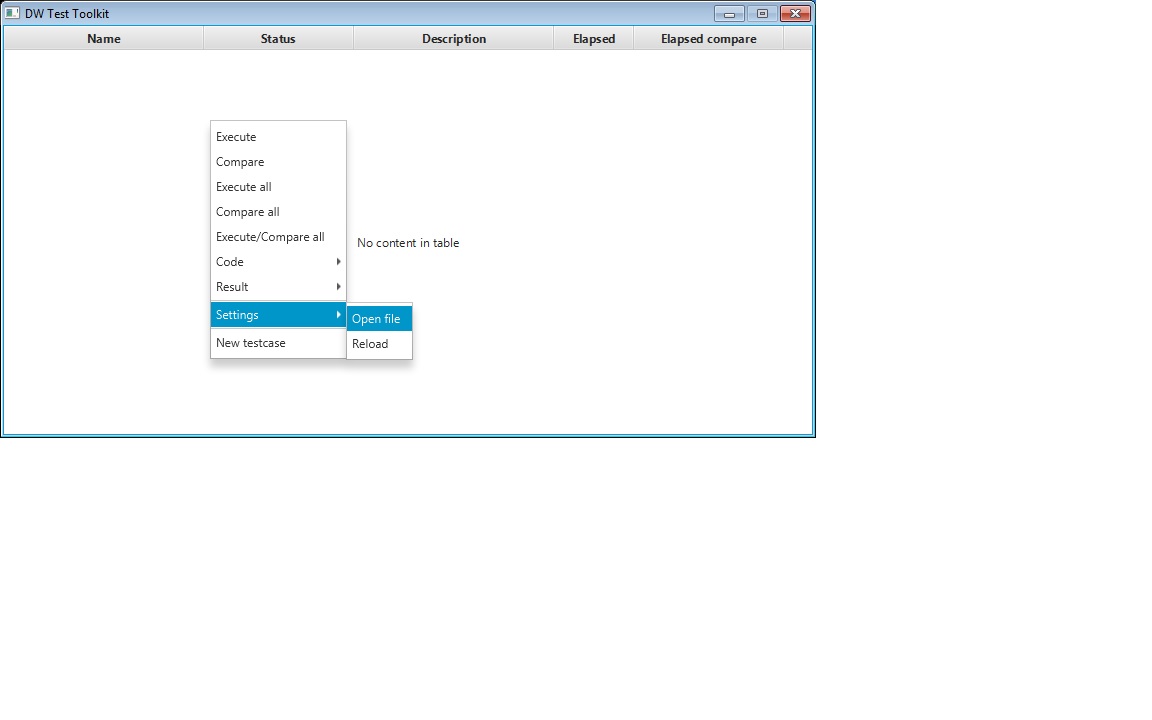 DW Test Toolkit
Name Status Description Elapsed Elapsed compare
Execute
Compare
Execute all
Compare all
Execute/Compare all
No content in table
Code
Result
Settings
Open file
New testcase
Reload